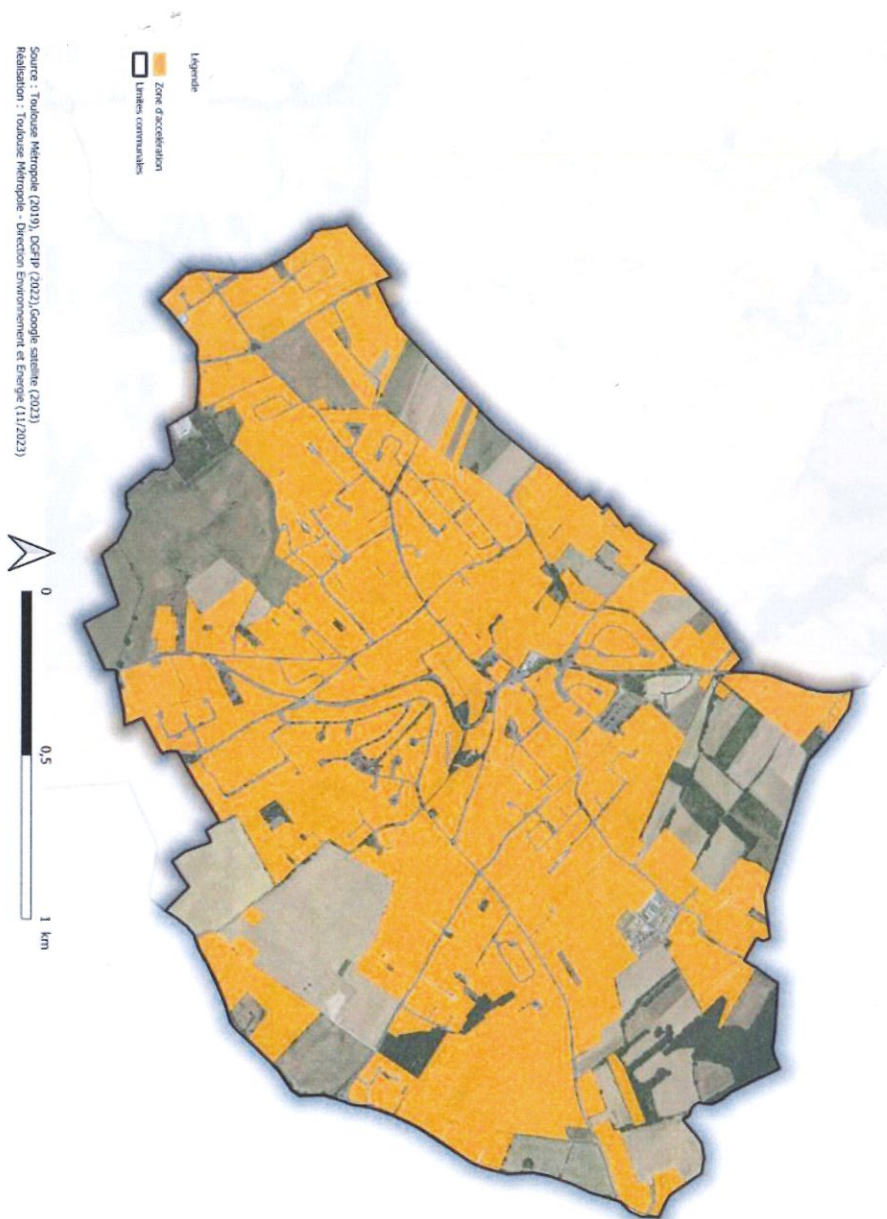 Légende
Zone d'accelération
Limites communales
Source : Toulouse Métropole (2019), DGFIP (2022),Google satellite (2023)
Réalisation : Toulouse Métropole - Direction Environnement et Energie (11/2023)
0
0,5
1 km